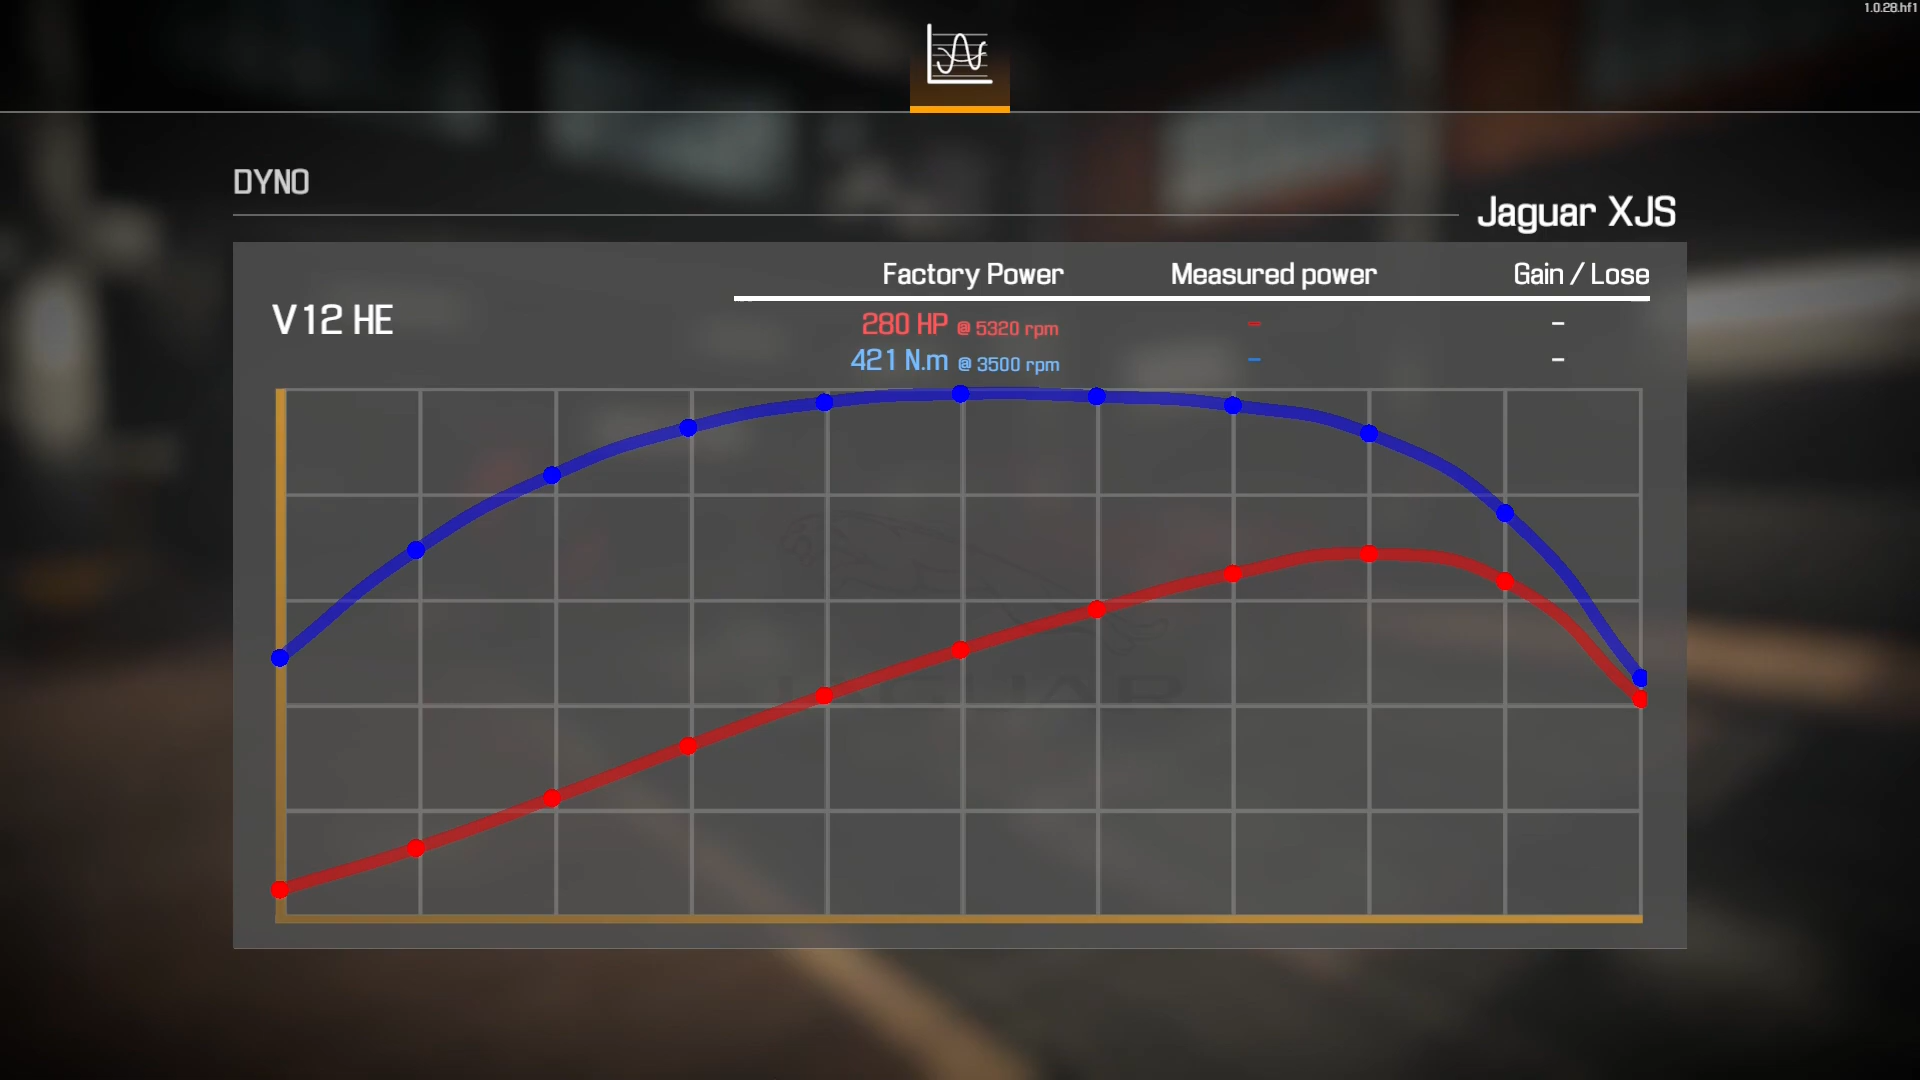 1.0.28.hf1
DYNO
Jaguar XJS
Factory Power Measured power Gain / Lose
V12 HE
280 HP @ 5320 rpm - -
421 N.m @ 3500 rpm - -
JAGUAR